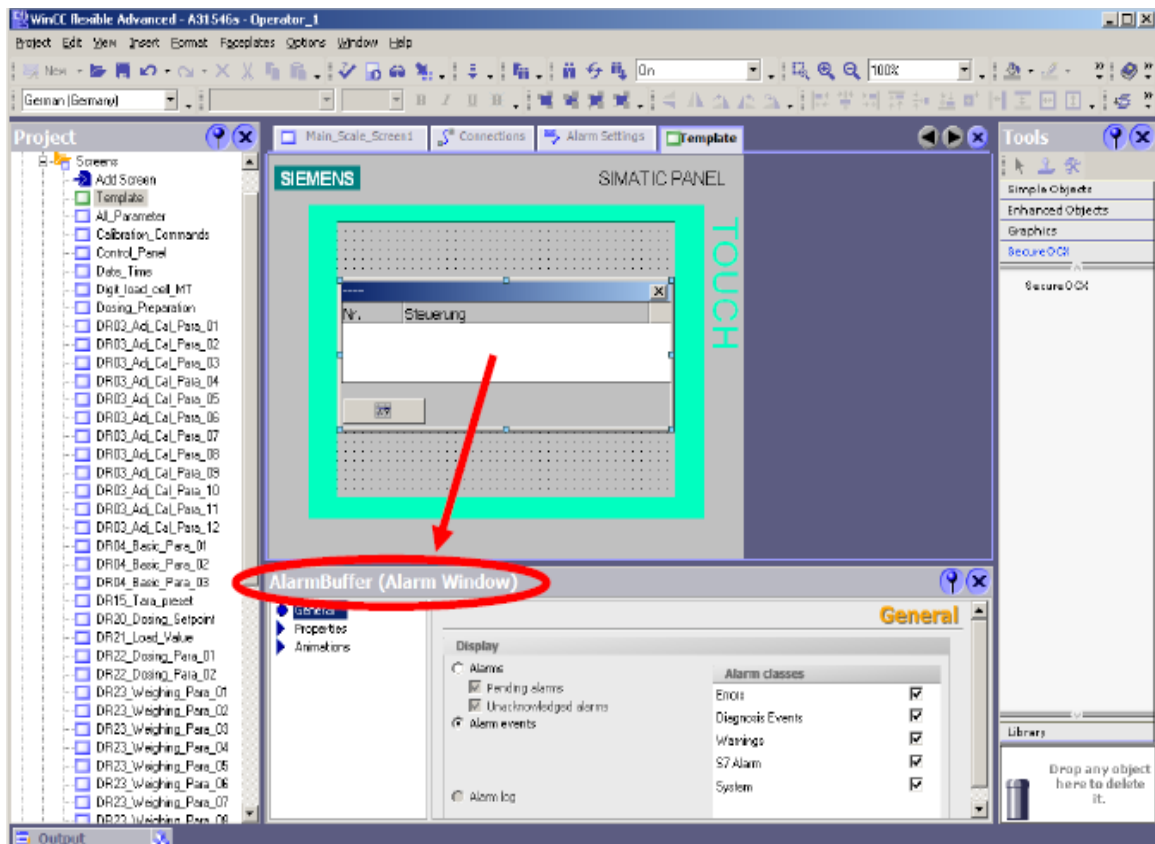 WinCC flexible Advanced - A31546a - Operator_1
Project Edit View Insert Format Faceplates Options Window Help
New On 100%
German (Germany) B I U B
Project
Screens
Add Screen
Template
All_Parameter
Calibration_Commands
Control_Panel
Date_Time
Digit_load_cell_MT
Dosing_Preparation
DR03_Adj_Cal_Para_01
DR03_Adj_Cal_Para_02
DR03_Adj_Cal_Para_03
DR03_Adj_Cal_Para_04
DR03_Adj_Cal_Para_05
DR03_Adj_Cal_Para_06
DR03_Adj_Cal_Para_07
DR03_Adj_Cal_Para_08
DR03_Adj_Cal_Para_09
DR03_Adj_Cal_Para_10
DR03_Adj_Cal_Para_11
DR03_Adj_Cal_Para_12
DR04_Basic_Para_01
DR04_Basic_Para_02
DR04_Basic_Para_03
DR15_Tara_preset
DR20_Dosing_Setpoint
DR21_Load_Value
DR22_Dosing_Para_01
DR22_Dosing_Para_02
DR23_Weighing_Para_01
DR23_Weighing_Para_02
DR23_Weighing_Para_03
DR23_Weighing_Para_04
DR23_Weighing_Para_05
DR23_Weighing_Para_06
DR23_Weighing_Para_07
DR23_Weighing_Para_08
Output
Main_Scale_Screen1 Connections Alarm Settings Template
SIEMENS SIMATIC PANEL
TOUCH
----
Nr. Steuerung
AlarmBuffer (Alarm Window)
General
Properties
Animations
General
Display
Alarms
Pending alarms
Unacknowledged alarms
Alarm events
Alarm log
Alarm classes
Errors
Diagnosis Events
Warnings
S7 Alarm
System
Tools
Simple Objects
Enhanced Objects
Graphics
SecureOCX
SecureOCX
Library
Drop any object
here to delete
it.